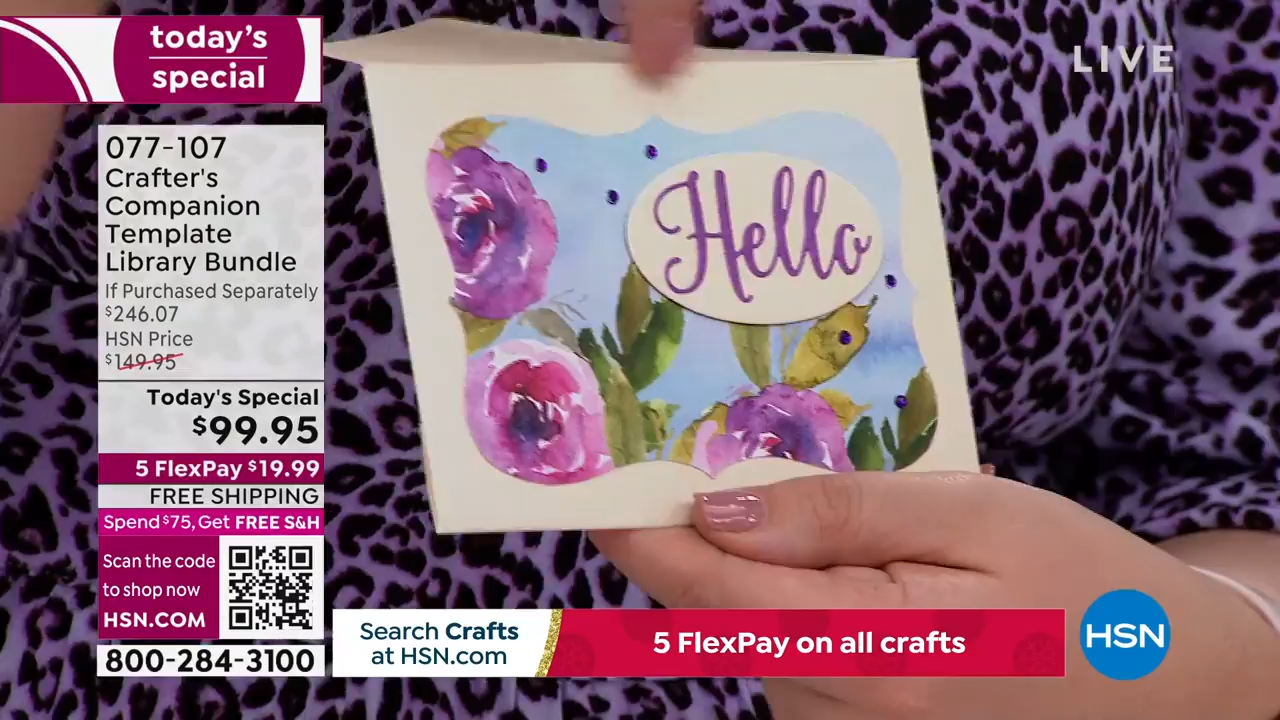 today's
special
077-107
Crafter's
Companion
Template
Library Bundle
If Purchased Separately
$246.07
HSN Price
$149.95
Today's Special
$99.95
5 FlexPay $19.99
FREE SHIPPING
Spend $75, Get FREE S&H
Scan the code
to shop now
HSN.COM
800-284-3100
LIVE
Hello
Search Crafts
at HSN.com
5 FlexPay on all crafts
HSN